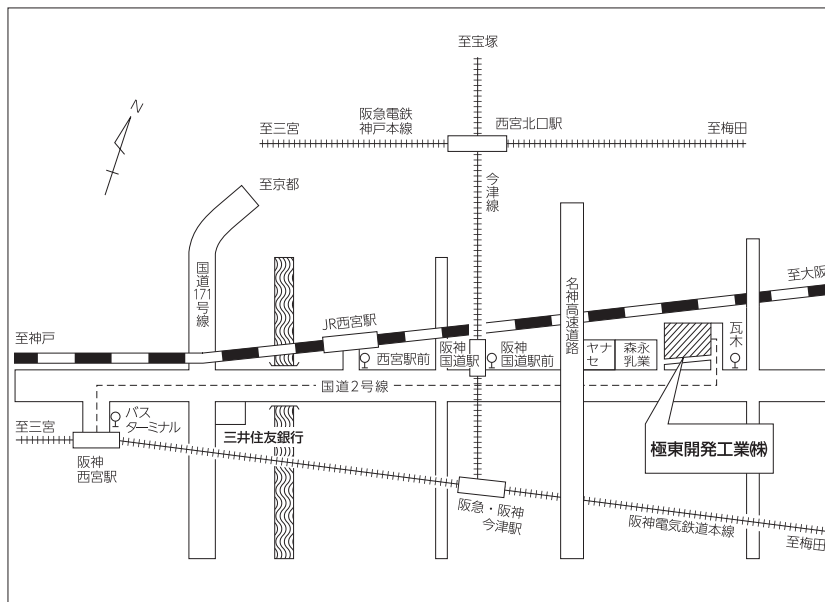 至宝塚
N
阪急電鉄
神戸本線
至三宮
西宮北口駅
至梅田
至京都
今津線
国道171号線
名神高速道路
至大阪
JR西宮駅
至神戸
西宮駅前
阪神
国道駅
阪神
国道駅前
ヤナセ
森永
乳業
瓦木
国道2号線
バス
ターミナル
至三宮
三井住友銀行
極東開発工業㈱
阪神
西宮駅
阪急・阪神
今津駅
阪神電気鉄道本線
至梅田